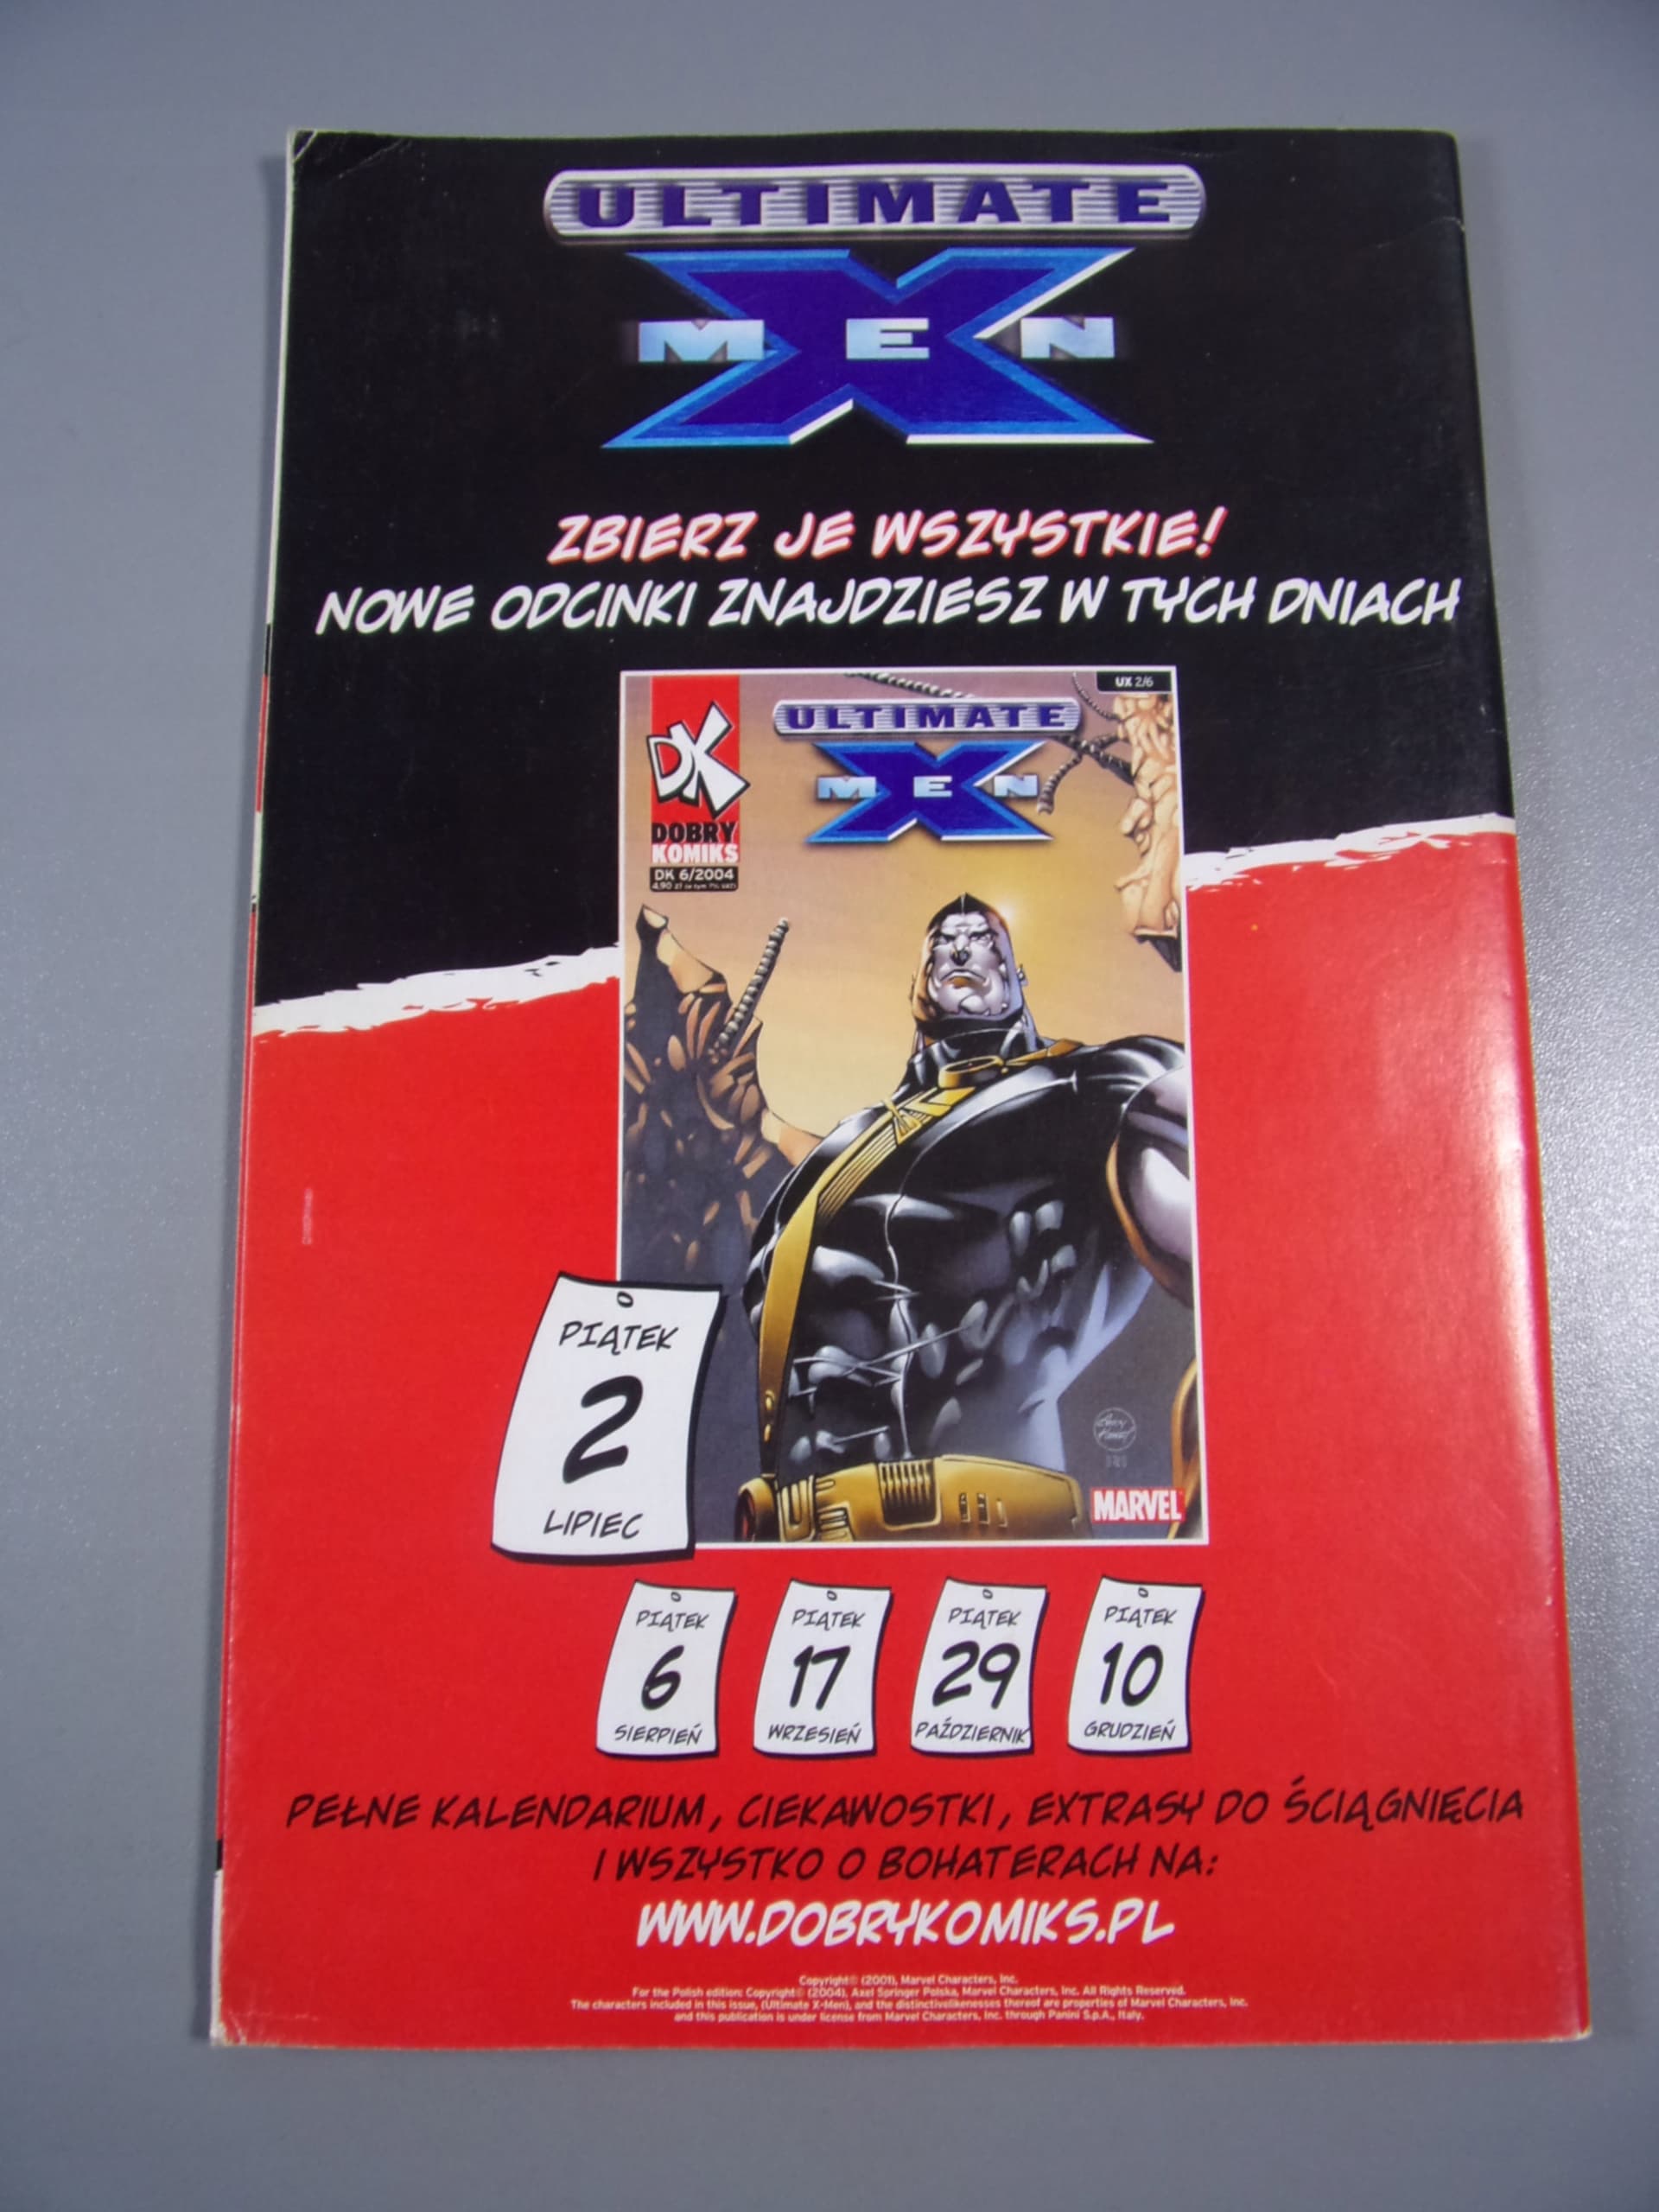 ULTIMATE
X
MEN
ZBIERZ JE WSZYSTKIE!
NOWE ODCINKI ZNAJDZIESZ W TYCH DNIACH
UX 2/6
ULTIMATE
X
MEN
DK
DOBRY
KOMIKS
DK 6/2004
MARVEL
PIĄTEK
2
LIPIEC
PIĄTEK
6
SIERPIEŃ
PIĄTEK
17
WRZESIEŃ
PIĄTEK
29
PAŹDZIERNIK
PIĄTEK
10
GRUDZIEŃ
PEŁNE KALENDARIUM, CIEKAWOSTKI, EXTRASY DO ŚCIĄGNIĘCIA
I WSZYSTKO O BOHATERACH NA:
WWW.DOBRYKOMIKS.PL
Copyright© (2001), Marvel Characters, Inc.
For the Polish edition: Copyright© (2004), Axel Springer Polska, Marvel Characters, Inc. All Rights Reserved.
The characters included in this issue, (Ultimate X-Men), and the distinctivelikenesses thereof are properties of Marvel Characters, Inc.
and this publication is under license from Marvel Characters, Inc. through Panini S.p.A., Italy.